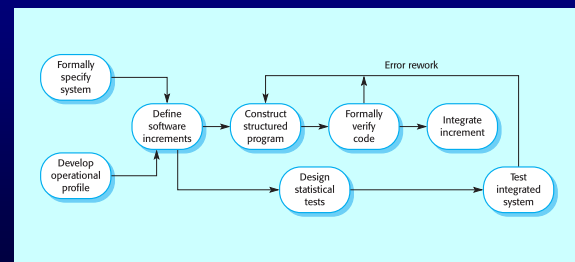 Error rework
Formally
specify
system
Define
software
increments
Construct
structured
program
Formally
verify
code
Integrate
increment
Develop
operational
profile
Design
statistical
tests
Test
integrated
system